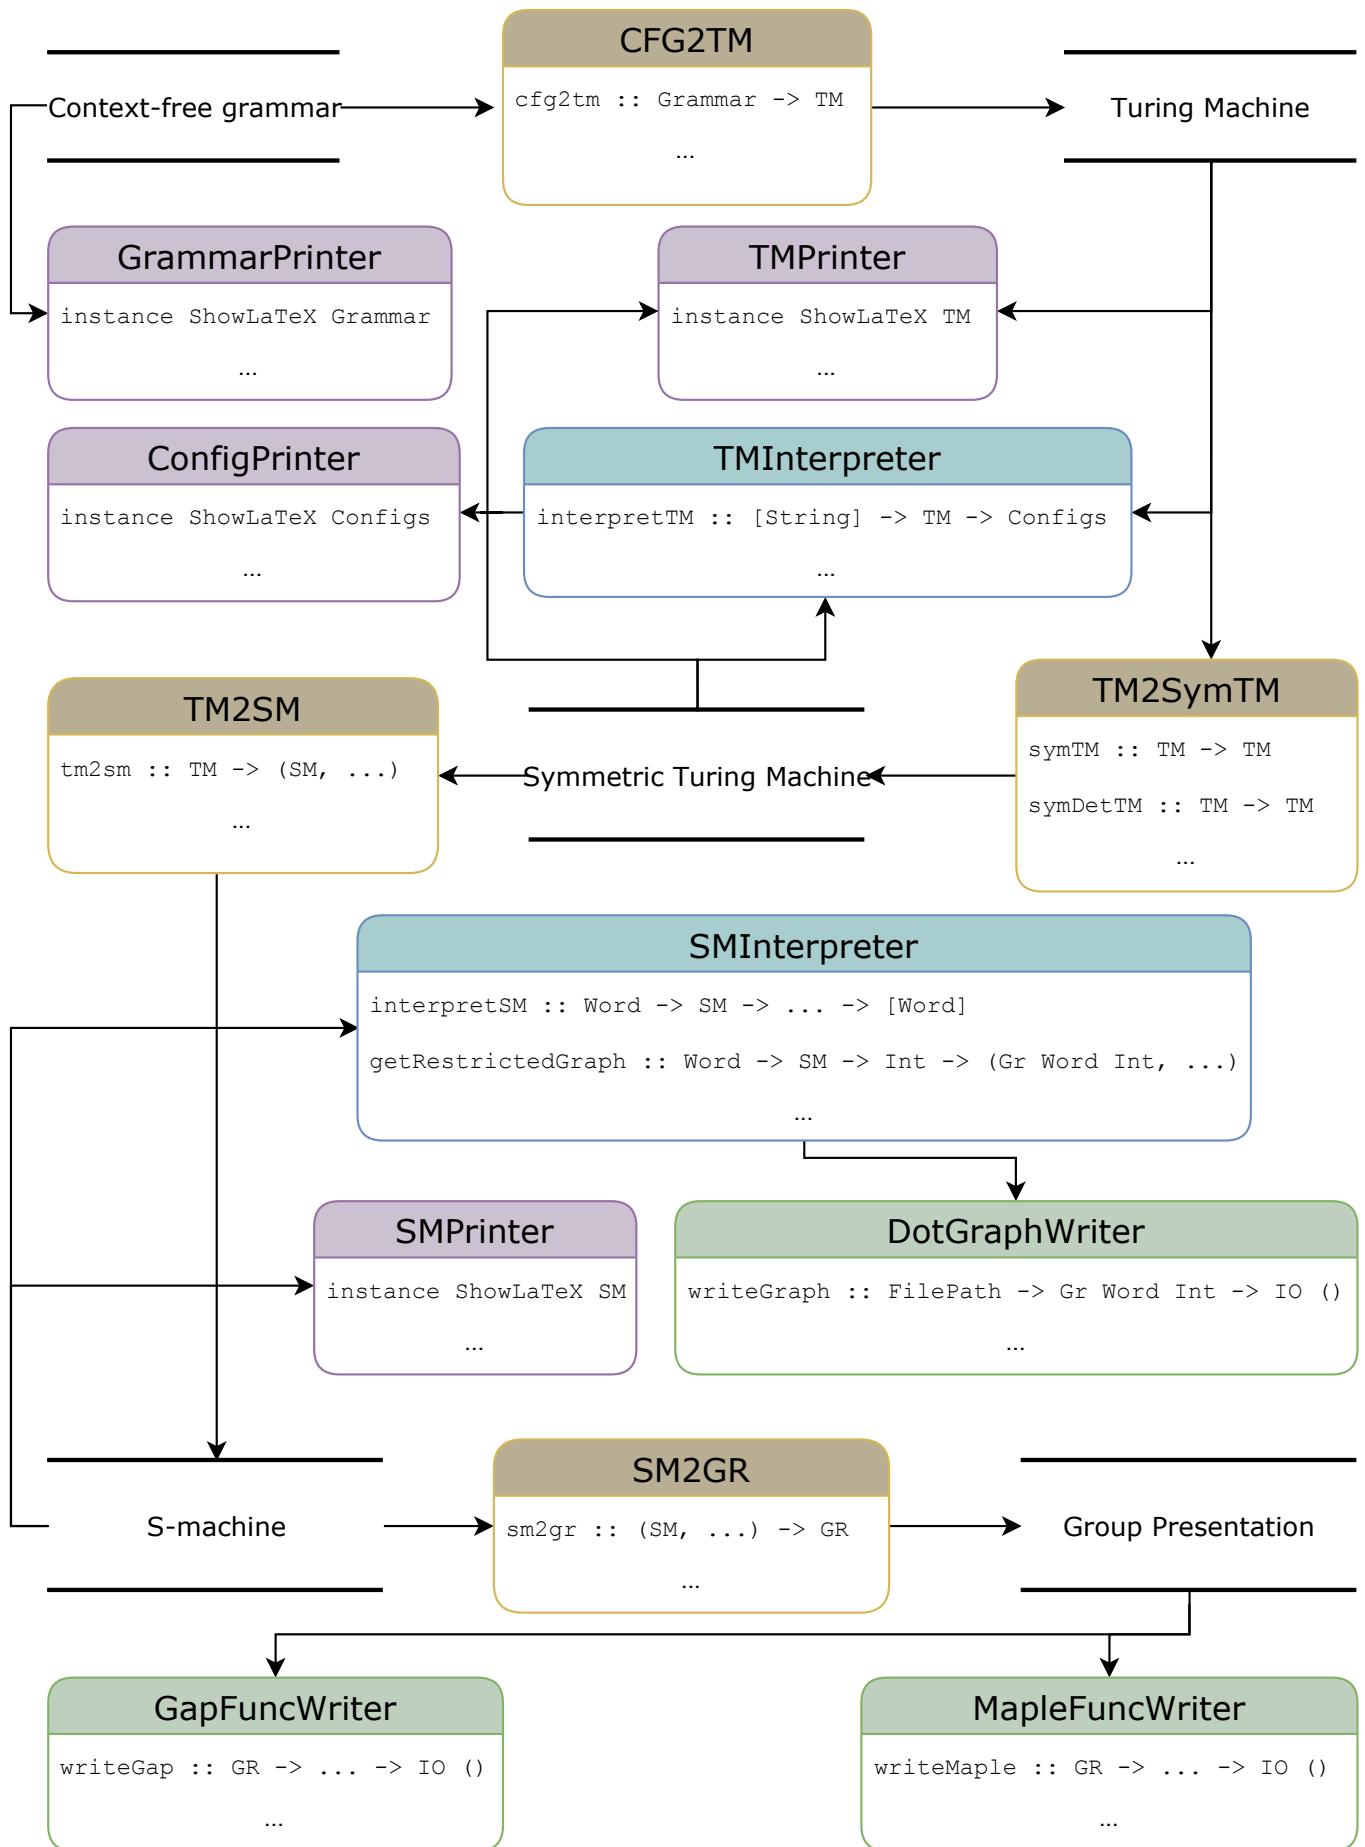 CFG2TM
Context-free grammar
cfg2tm :: Grammar -> TM
...
Turing Machine
GrammarPrinter
instance ShowLaTeX Grammar
...
TMPrinter
instance ShowLaTeX TM
...
ConfigPrinter
instance ShowLaTeX Configs
...
TMInterpreter
interpretTM :: [String] -> TM -> Configs
...
TM2SM
tm2sm :: TM -> (SM, ...)
...
Symmetric Turing Machine
TM2SymTM
symTM :: TM -> TM
symDetTM :: TM -> TM
...
SMInterpreter
interpretSM :: Word -> SM -> ... -> [Word]
getRestrictedGraph :: Word -> SM -> Int -> (Gr Word Int, ...)
...
SMPrinter
instance ShowLaTeX SM
...
DotGraphWriter
writeGraph :: FilePath -> Gr Word Int -> IO ()
...
S-machine
SM2GR
sm2gr :: (SM, ...) -> GR
...
Group Presentation
GapFuncWriter
writeGap :: GR -> ... -> IO ()
...
MapleFuncWriter
writeMaple :: GR -> ... -> IO ()
...